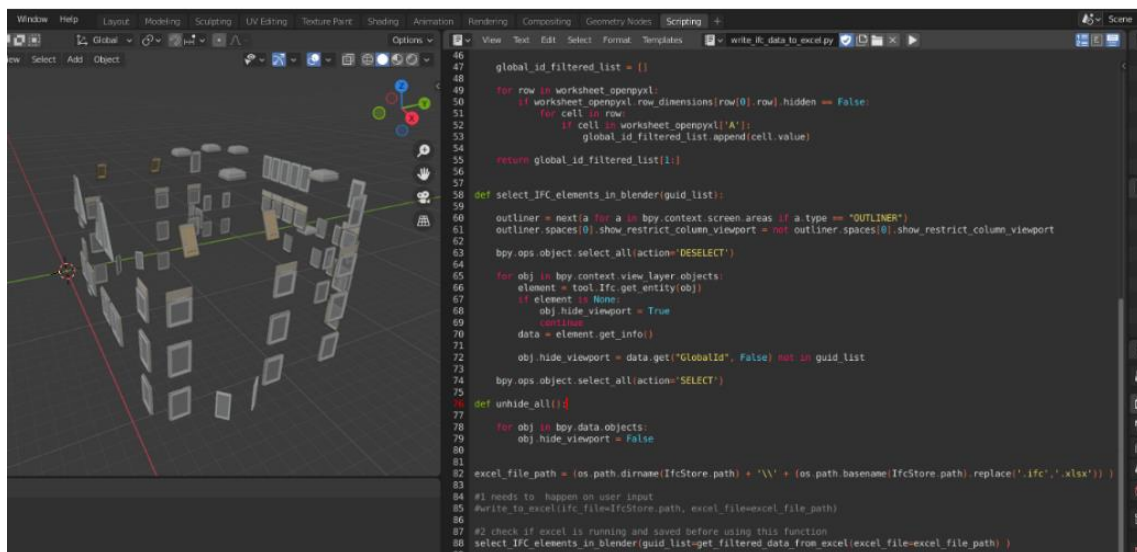 Window Help Layout Modeling Sculpting UV Editing Texture Paint Shading Animation Rendering Compositing Geometry Nodes Scripting + Scene
Global Options View Text Edit Select Format Templates write_ifc_data_to_excel.py
Select Add Object
Z
Y
X
46
47 global_id_filtered_list = []
48
49 for row in worksheet_openpyxl:
50 if worksheet_openpyxl.row_dimensions[row[0].row].hidden == False:
51 for cell in row:
52 if cell in worksheet_openpyxl['A']:
53 global_id_filtered_list.append(cell.value)
54
55 return global_id_filtered_list[1:]
56
57
58 def select_IFC_elements_in_blender(guid_list):
59
60 outliner = next(a for a in bpy.context.screen.areas if a.type == "OUTLINER")
61 outliner.spaces[0].show_restrict_column_viewport = not outliner.spaces[0].show_restrict_column_viewport
62
63 bpy.ops.object.select_all(action='DESELECT')
64
65 for obj in bpy.context.view_layer.objects:
66 element = tool.Ifc.get_entity(obj)
67 if element is None:
68 obj.hide_viewport = True
69 continue
70 data = element.get_info()
71
72 obj.hide_viewport = data.get("GlobalId", False) not in guid_list
73
74 bpy.ops.object.select_all(action='SELECT')
75
76 def unhide_all():
77
78 for obj in bpy.data.objects:
79 obj.hide_viewport = False
80
81
82 excel_file_path = (os.path.dirname(IfcStore.path) + '\\' + (os.path.basename(IfcStore.path).replace('.ifc','.xlsx')) )
83
84 #1 needs to happen on user input
85 #write_to_excel(ifc_file=IfcStore.path, excel_file=excel_file_path)
86
87 #2 check if excel is running and saved before using this function
88 select_IFC_elements_in_blender(guid_list=get_filtered_data_from_excel(excel_file=excel_file_path) )